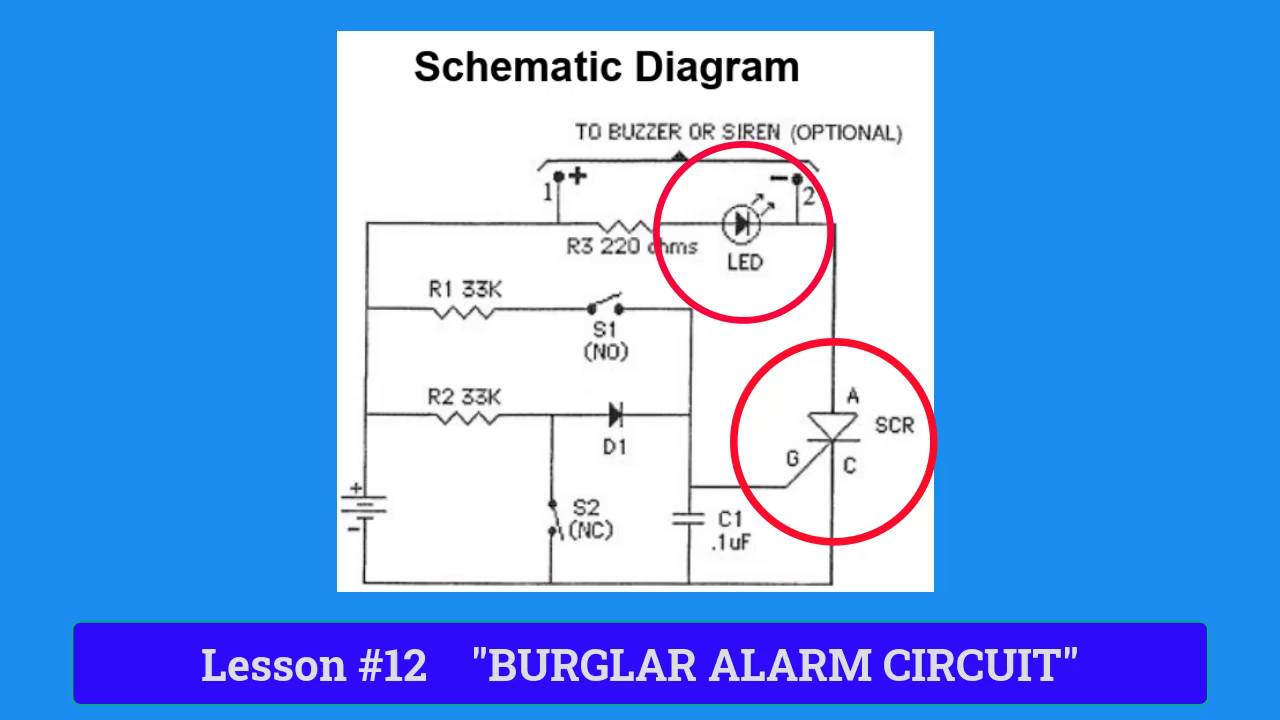 Schematic Diagram
TO BUZZER OR SIREN (OPTIONAL)
+
−
1
2
R3 220 ohms
LED
R1 33K
S1
(NO)
R2 33K
D1
A
SCR
G
C
+
−
S2
(NC)
C1
.1uF
Lesson #12 "BURGLAR ALARM CIRCUIT"